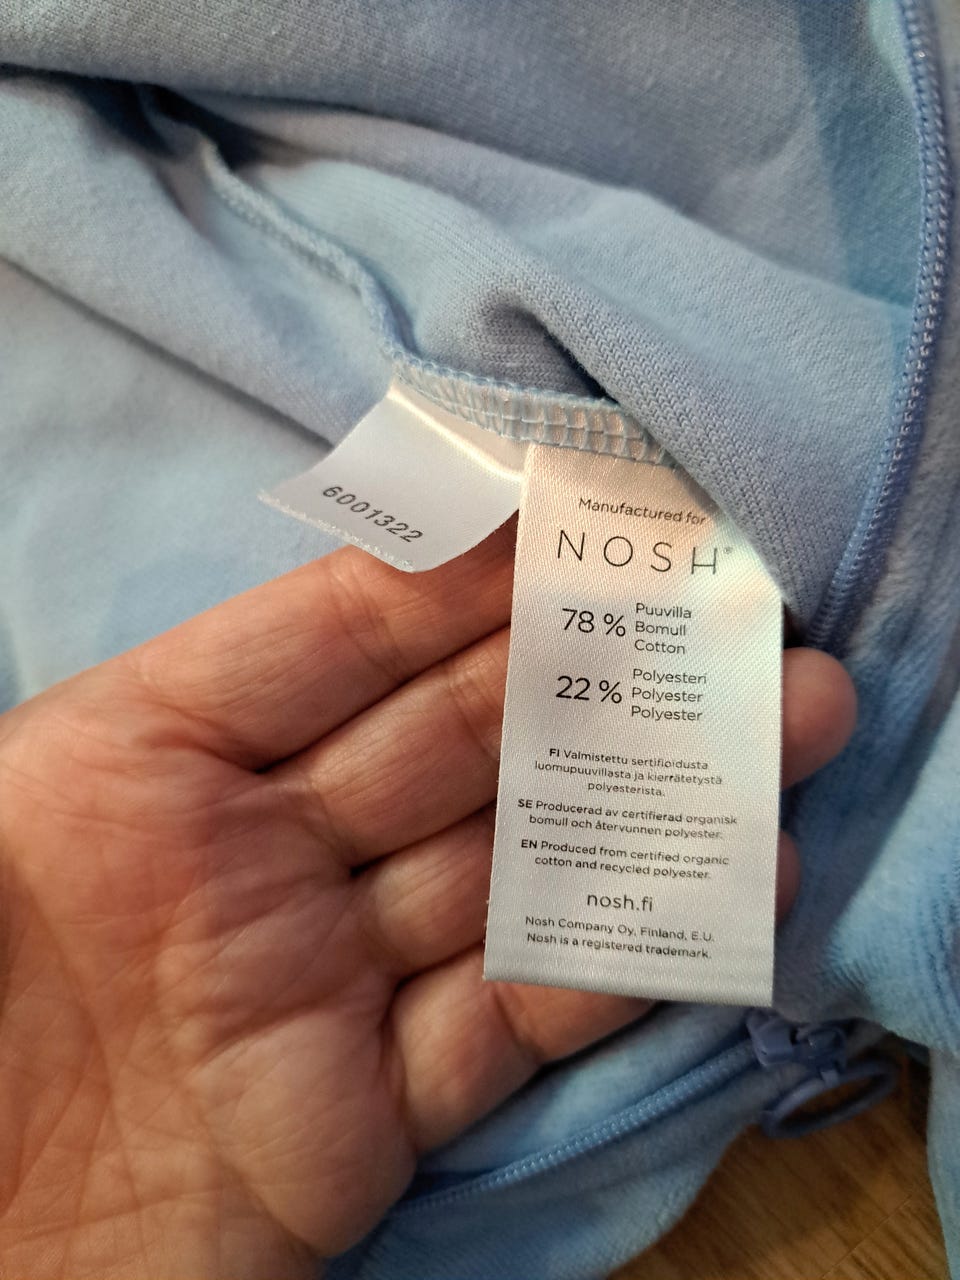 6001322
Manufactured for
NOSH®
78 % Puuvilla
Bomull
Cotton
22 % Polyesteri
Polyester
Polyester
FI Valmistettu sertifioidusta
luomupuuvillasta ja kierrätetystä
polyesterista.
SE Producerad av certifierad organisk
bomull och återvunnen polyester.
EN Produced from certified organic
cotton and recycled polyester.
nosh.fi
Nosh Company Oy, Finland, E.U.
Nosh is a registered trademark.